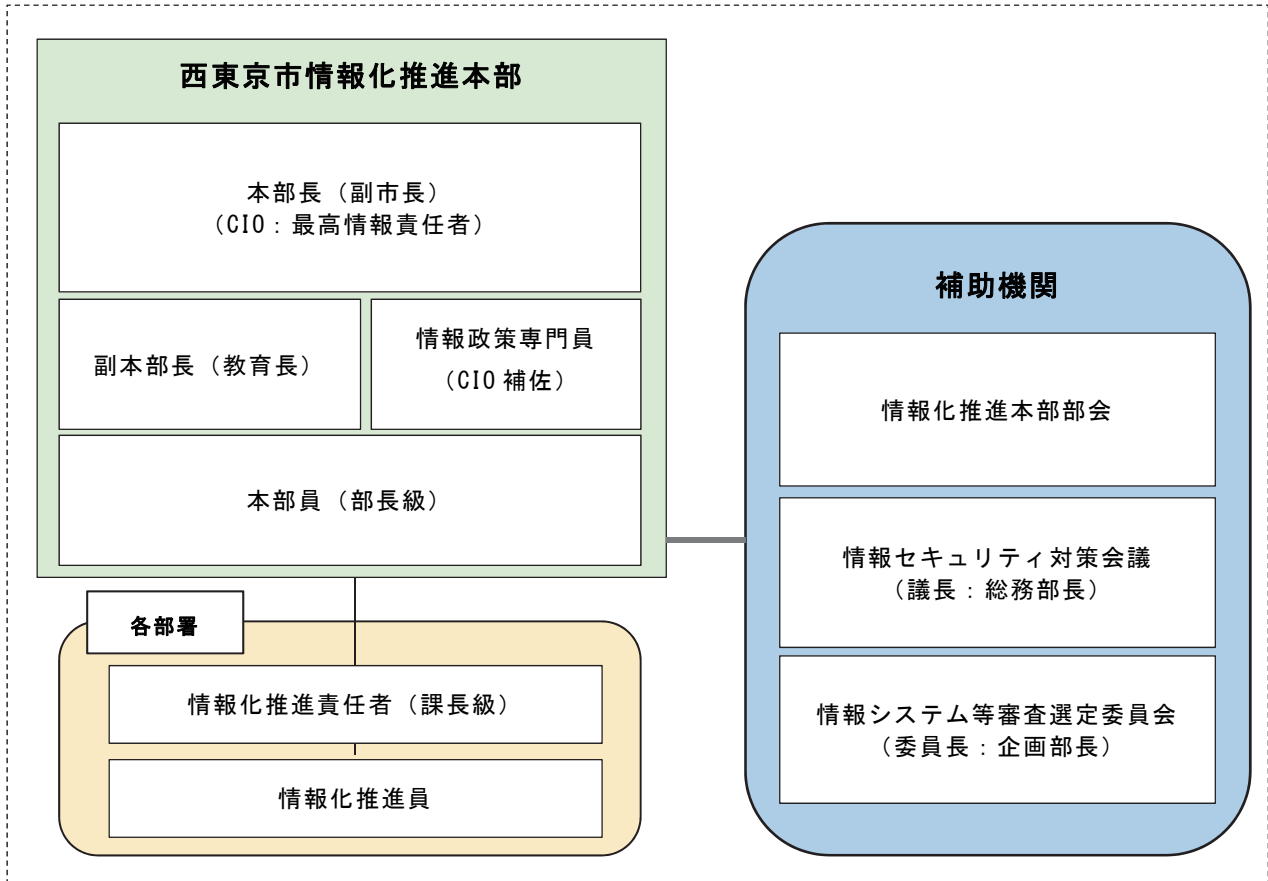 西東京市情報化推進本部
本部長（副市長）
（CIO：最高情報責任者）
副本部長（教育長）
情報政策専門員
（CIO 補佐）
本部員（部長級）
各部署
情報化推進責任者（課長級）
情報化推進員
補助機関
情報化推進本部部会
情報セキュリティ対策会議
（議長：総務部長）
情報システム等審査選定委員会
（委員長：企画部長）